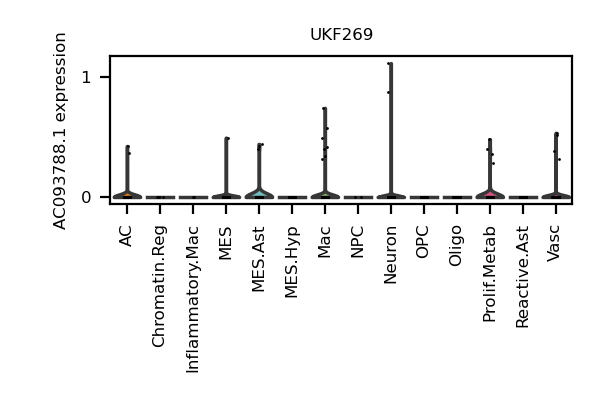 UKF269
AC093788.1 expression
1
0
AC
Chromatin.Reg
Inflammatory.Mac
MES
MES.Ast
MES.Hyp
Mac
NPC
Neuron
OPC
Oligo
Prolif.Metab
Reactive.Ast
Vasc